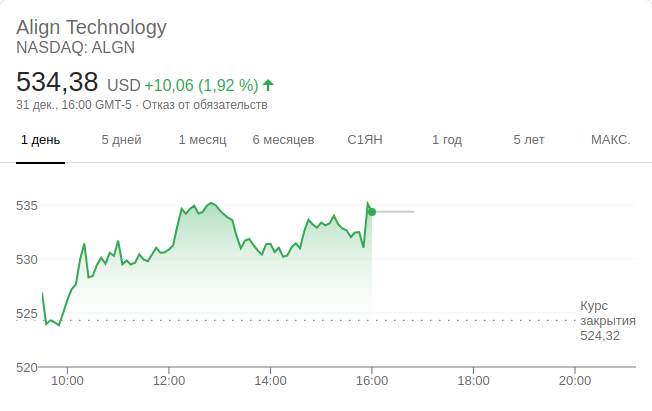 Align Technology
NASDAQ: ALGN
534,38 USD +10,06 (1,92 %)
31 дек., 16:00 GMT-5 · Отказ от обязательств
1 день 5 дней 1 месяц 6 месяцев С1ЯН 1 год 5 лет МАКС.
535
530
525
520
Курс
закрытия
524,32
10:00 12:00 14:00 16:00 18:00 20:00